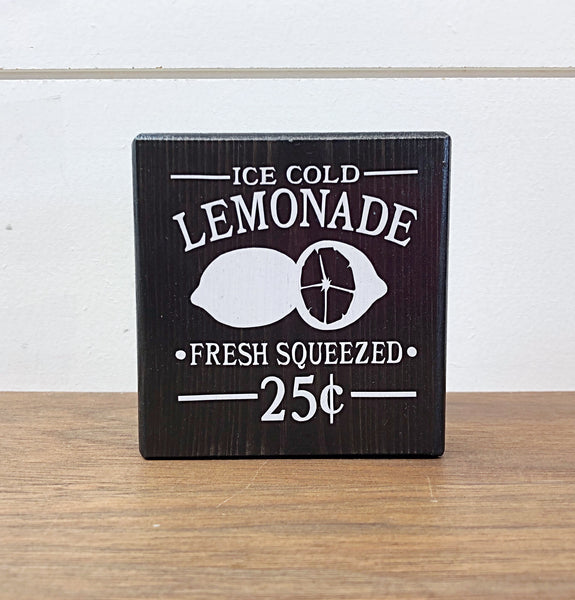 ICE COLD
LEMONADE
•FRESH SQUEEZED•
25¢